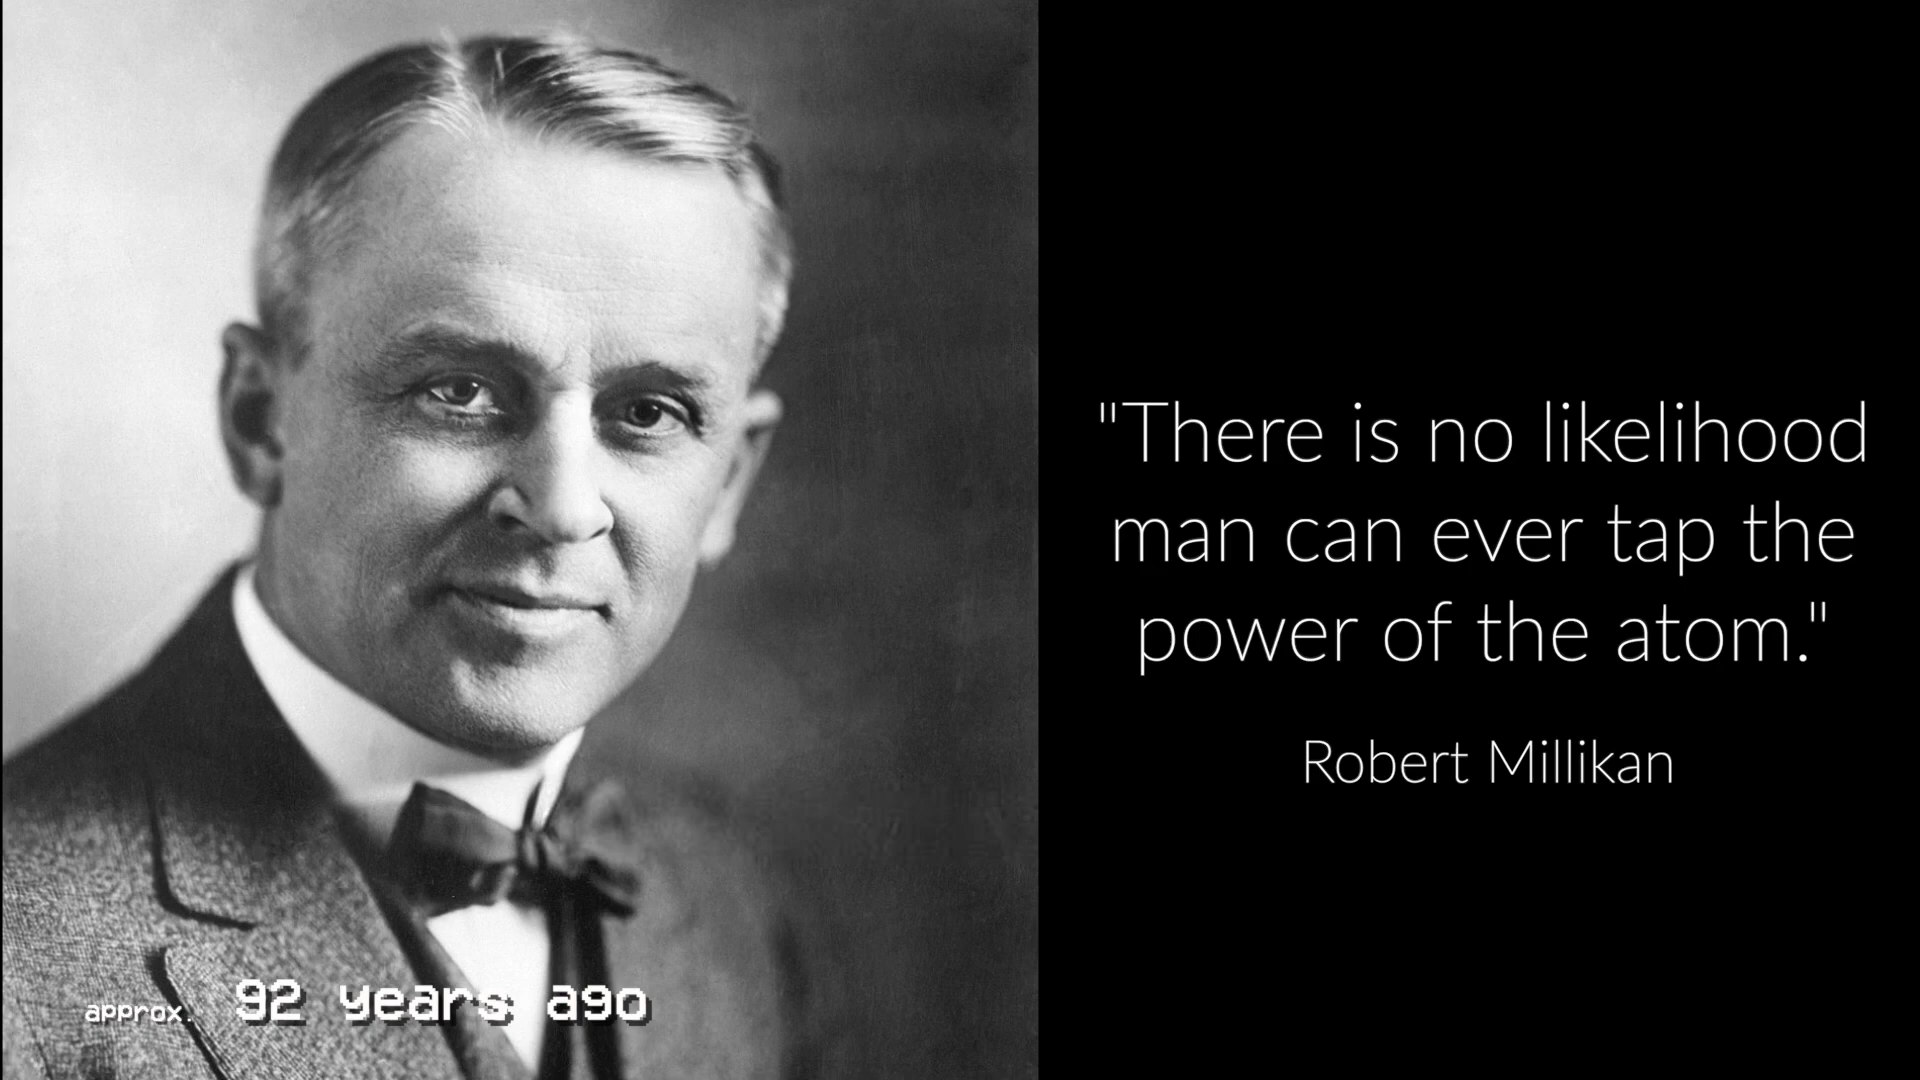 "There is no likelihood
man can ever tap the
power of the atom."
Robert Millikan
approx. 92 years ago